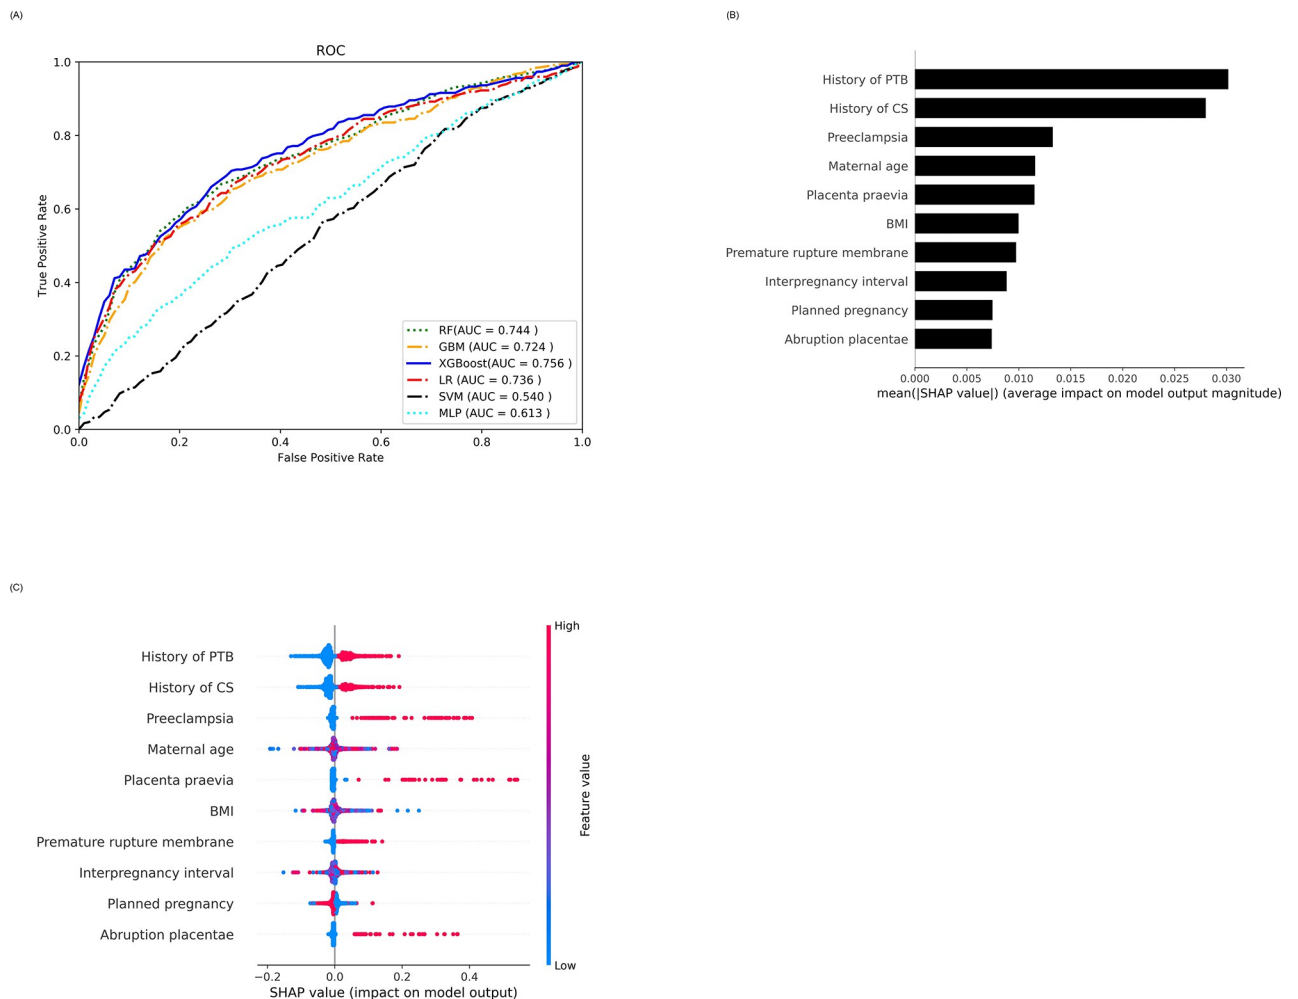 (A)
ROC
1.0
0.8
0.6
0.4
0.2
0.0
True Positive Rate
RF(AUC = 0.744 )
GBM (AUC = 0.724 )
XGBoost(AUC = 0.756 )
LR (AUC = 0.736 )
SVM (AUC = 0.540 )
MLP (AUC = 0.613 )
0.0 0.2 0.4 0.6 0.8 1.0
False Positive Rate
(B)
History of PTB
History of CS
Preeclampsia
Maternal age
Placenta praevia
BMI
Premature rupture membrane
Interpregnancy interval
Planned pregnancy
Abruption placentae
0.000 0.005 0.010 0.015 0.020 0.025 0.030
mean(|SHAP value|) (average impact on model output magnitude)
(C)
History of PTB
History of CS
Preeclampsia
Maternal age
Placenta praevia
BMI
Premature rupture membrane
Interpregnancy interval
Planned pregnancy
Abruption placentae
−0.2 0.0 0.2 0.4
SHAP value (impact on model output)
High
Feature value
Low